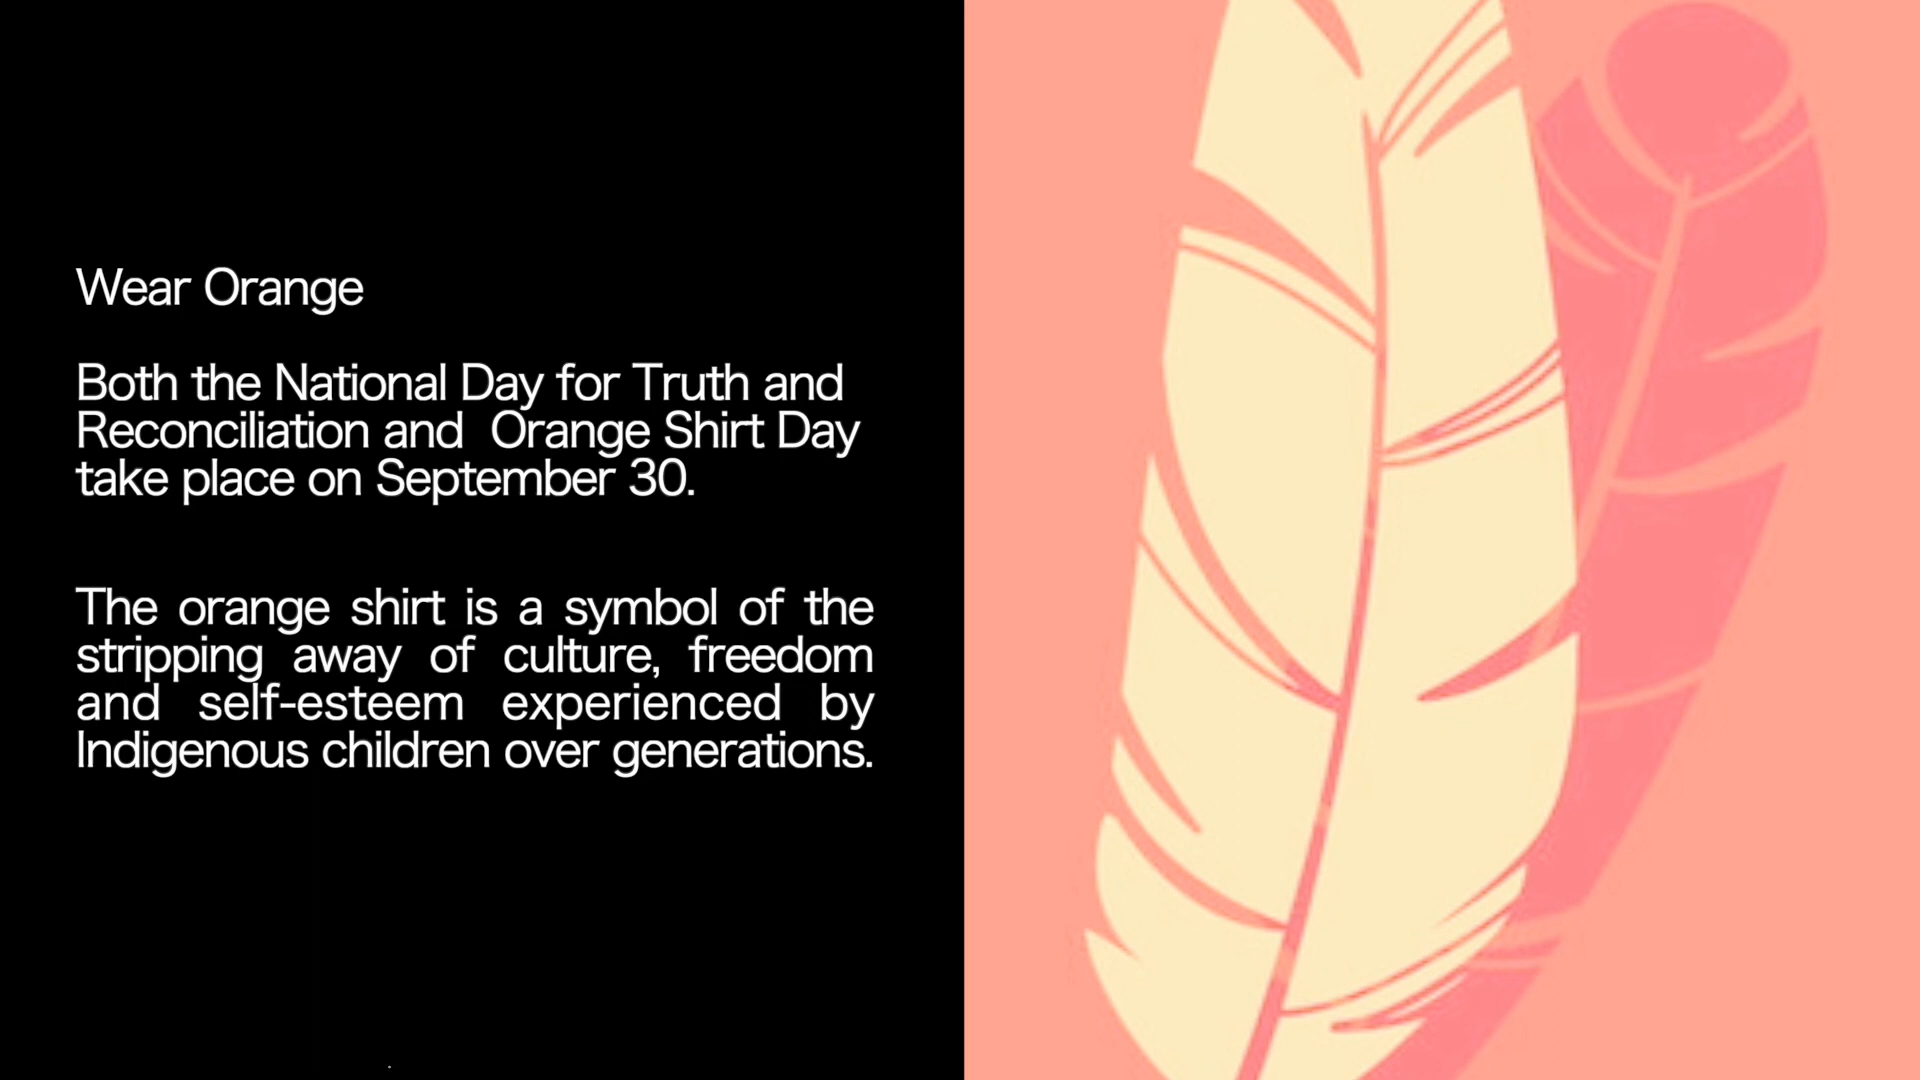 Wear Orange
Both the National Day for Truth and
Reconciliation and  Orange Shirt Day
take place on September 30.
The orange shirt is a symbol of the
stripping away of culture, freedom
and self-esteem experienced by
Indigenous children over generations.